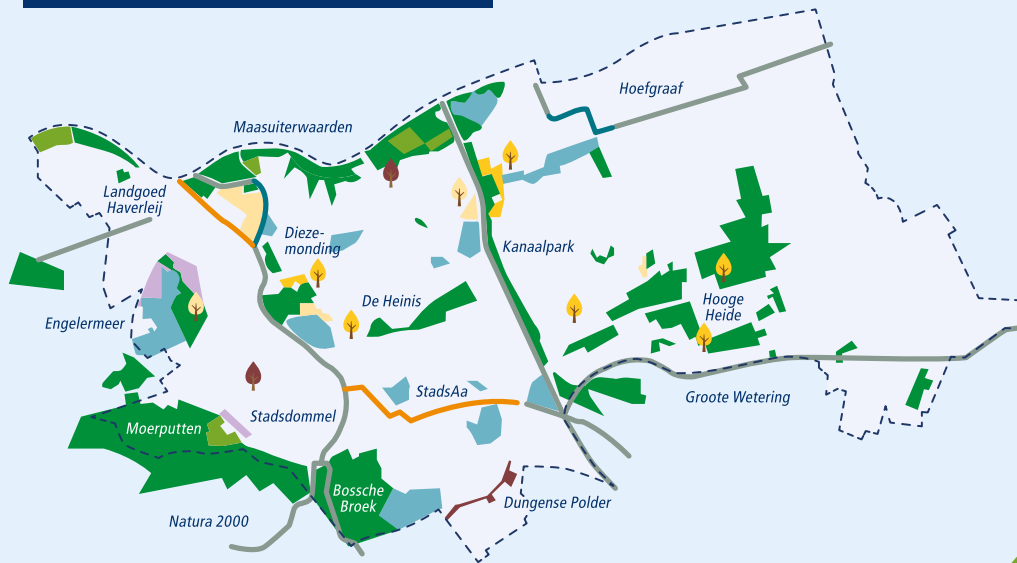 Hoefgraaf
Maasuiterwaarden
Landgoed
Haverleij
Dieze-
monding
Kanaalpark
De Heinis
Hooge
Heide
Engelermeer
StadsAa
Groote Wetering
Stadsdommel
Moerputten
Bossche
Broek
Dungense Polder
Natura 2000